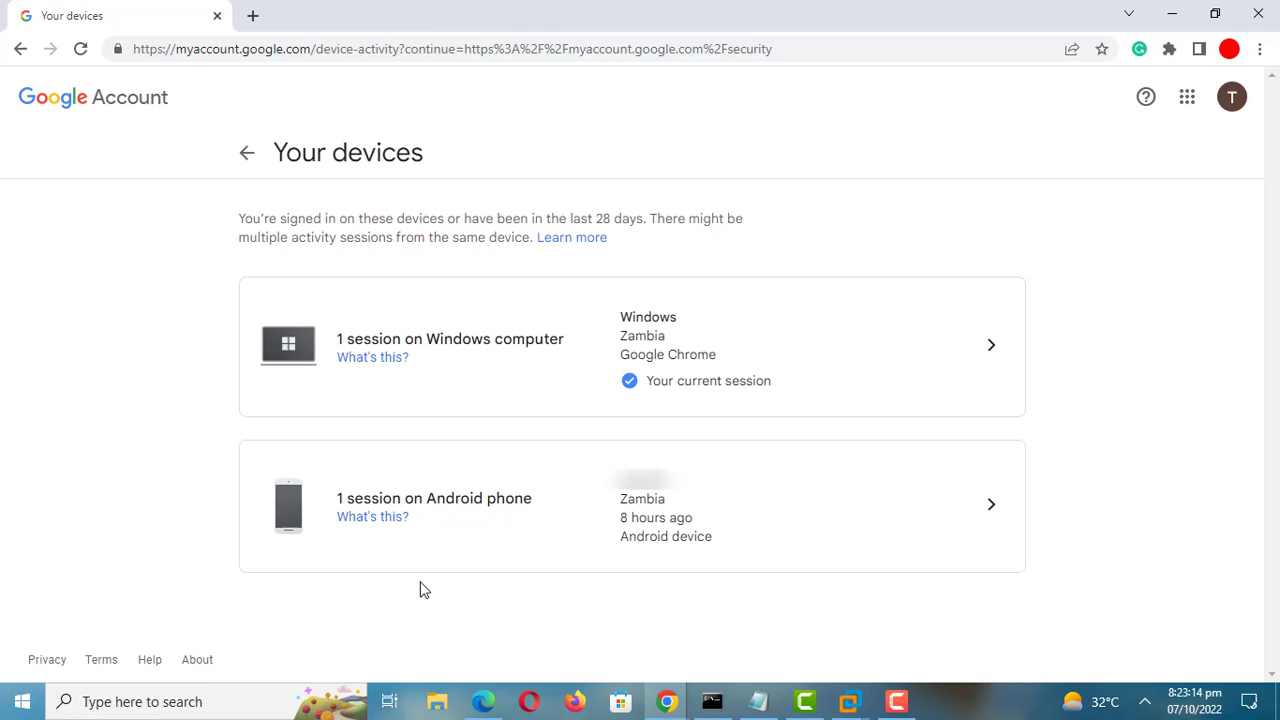 Your devices
https://myaccount.google.com/device-activity?continue=https%3A%2F%2Fmyaccount.google.com%2Fsecurity
Google Account
T
Your devices
You're signed in on these devices or have been in the last 28 days. There might be
multiple activity sessions from the same device. Learn more
1 session on Windows computer
What's this?
Windows
Zambia
Google Chrome
Your current session
1 session on Android phone
What's this?
Zambia
8 hours ago
Android device
Privacy
Terms
Help
About
Type here to search
32°C
8:23:14 pm
07/10/2022